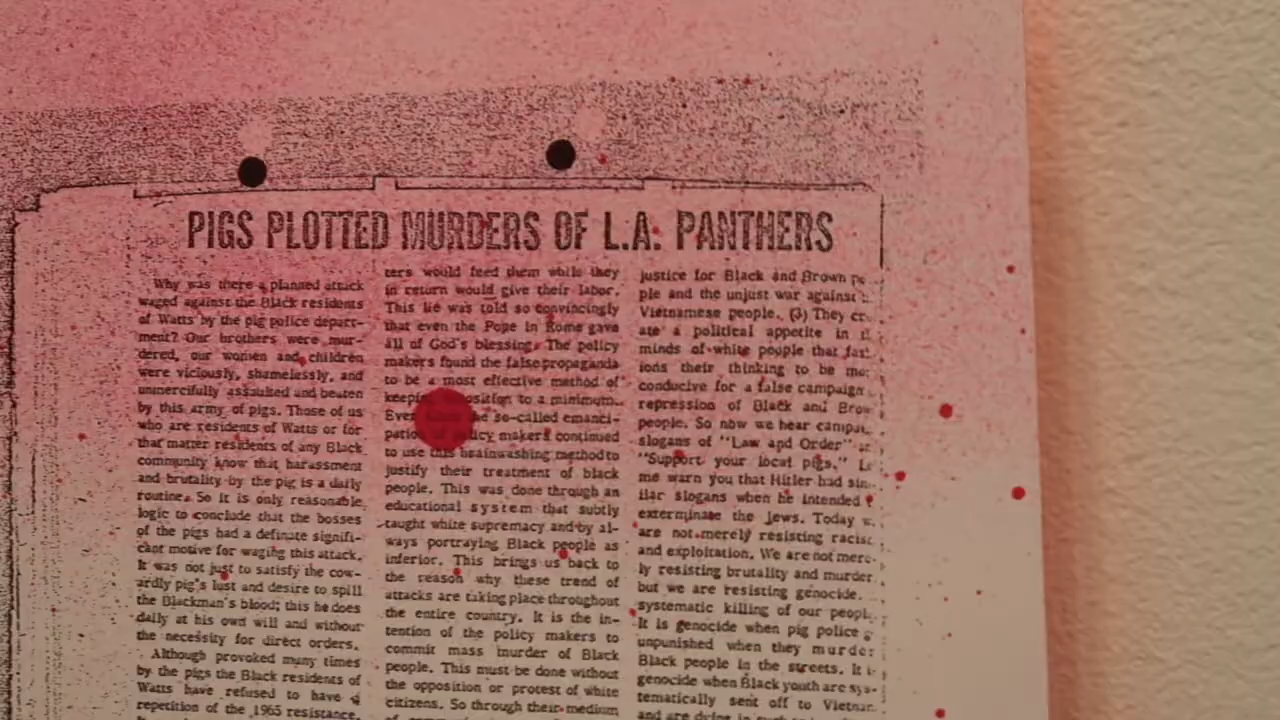 PIGS PLOTTED MURDERS OF L.A. PANTHERS
Why was there a planned attack
waged against the Black residents
of Watts by the pig police depart-
ment? Our brothers were mur-
dered, our women and children
were viciously, shamelessly, and
unmercifully assaulted and beaten
by this army of pigs. Those of us
who are residents of Watts or for
that matter residents of any Black
community know that harassment
and brutality by the pig is a daily
routine. So it is only reasonable
logic to conclude that the bosses
of the pigs had a definate signifi-
cant motive for waging this attack.
It was not just to satisfy the cow-
ardly pig's lust and desire to spill
the Blackman's blood; this he does
daily at his own will and without
the necessity for direct orders.
Although provoked many times
by the pigs the Black residents of
Watts have refused to have a
repetition of the 1965 resistance.
ters would feed them while they
in return would give their labor.
This lie was told so convincingly
that even the Pope in Rome gave
all of God's blessing. The policy
makers found the false propaganda
to be a most effective method of
to a minimum.
so-called emanci-
makers continued
to use this brainwashing method to
justify their treatment of black
people. This was done through an
educational system that subtly
taught white supremacy and by al-
ways portraying Black people as
inferior. This brings us back to
the reason why these trend of
attacks are taking place throughout
the entire country. It is the in-
tention of the policy makers to
commit mass murder of Black
people. This must be done without
the opposition or protest of white
citizens. So through their medium
justice for Black and Brown
ple and the unjust war against
Vietnamese people. (3) They
ate a political appetite in
minds of white people that
ions their thinking to be
conducive for a false campaign
repression of Black and
people. So now we hear
slogans of "Law and Order"
"Support your local pigs."
me warn you that Hitler had
ilar slogans when he intended
exterminate the Jews. Today
are not merely resisting
and exploitation. We are not mere-
ly resisting brutality and murder
but we are resisting genocide.
systematic killing of our
It is genocide when pig police
unpunished when they murder
Black people in the streets. It
genocide when Black youth are sys-
tematically sent off to
and are dying in such